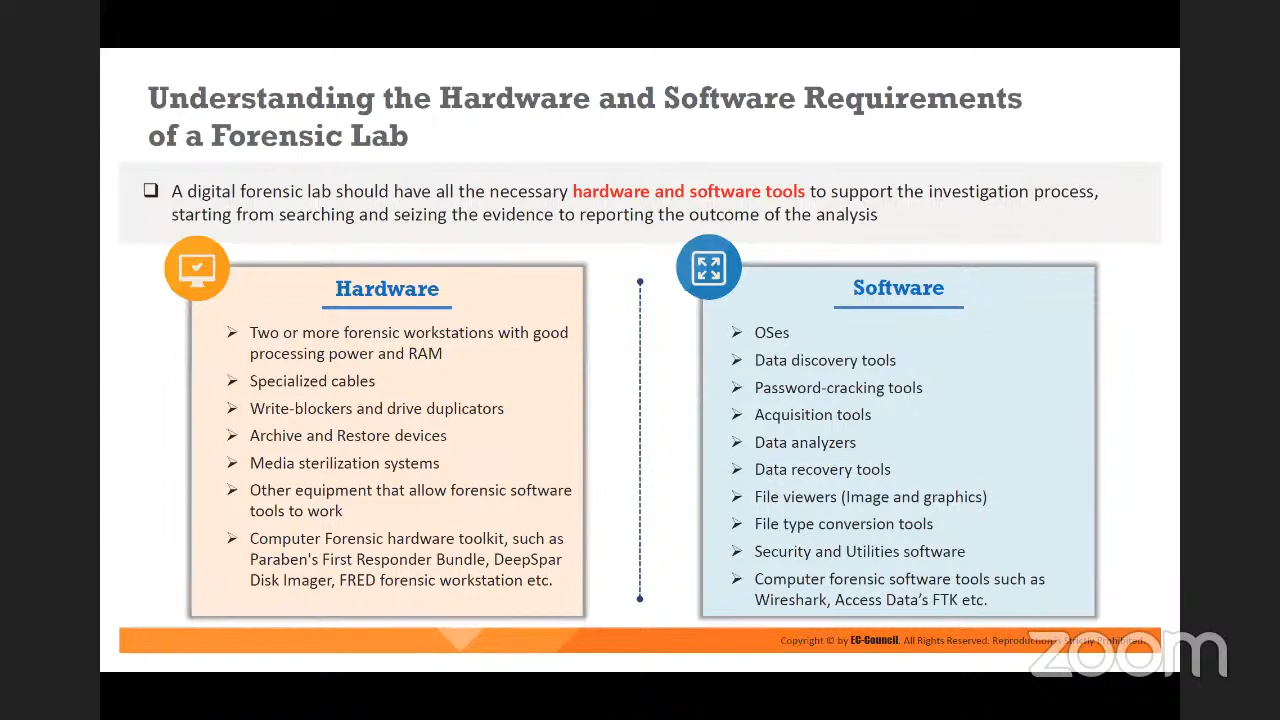 Understanding the Hardware and Software Requirements
of a Forensic Lab
❑ A digital forensic lab should have all the necessary hardware and software tools to support the investigation process,
starting from searching and seizing the evidence to reporting the outcome of the analysis
Hardware
➢ Two or more forensic workstations with good
processing power and RAM
➢ Specialized cables
➢ Write-blockers and drive duplicators
➢ Archive and Restore devices
➢ Media sterilization systems
➢ Other equipment that allow forensic software
tools to work
➢ Computer Forensic hardware toolkit, such as
Paraben's First Responder Bundle, DeepSpar
Disk Imager, FRED forensic workstation etc.
Software
➢ OSes
➢ Data discovery tools
➢ Password-cracking tools
➢ Acquisition tools
➢ Data analyzers
➢ Data recovery tools
➢ File viewers (Image and graphics)
➢ File type conversion tools
➢ Security and Utilities software
➢ Computer forensic software tools such as
Wireshark, Access Data’s FTK etc.
Copyright © by EC-Council. All Rights Reserved. Reproduction is Strictly Prohibited.
zoom